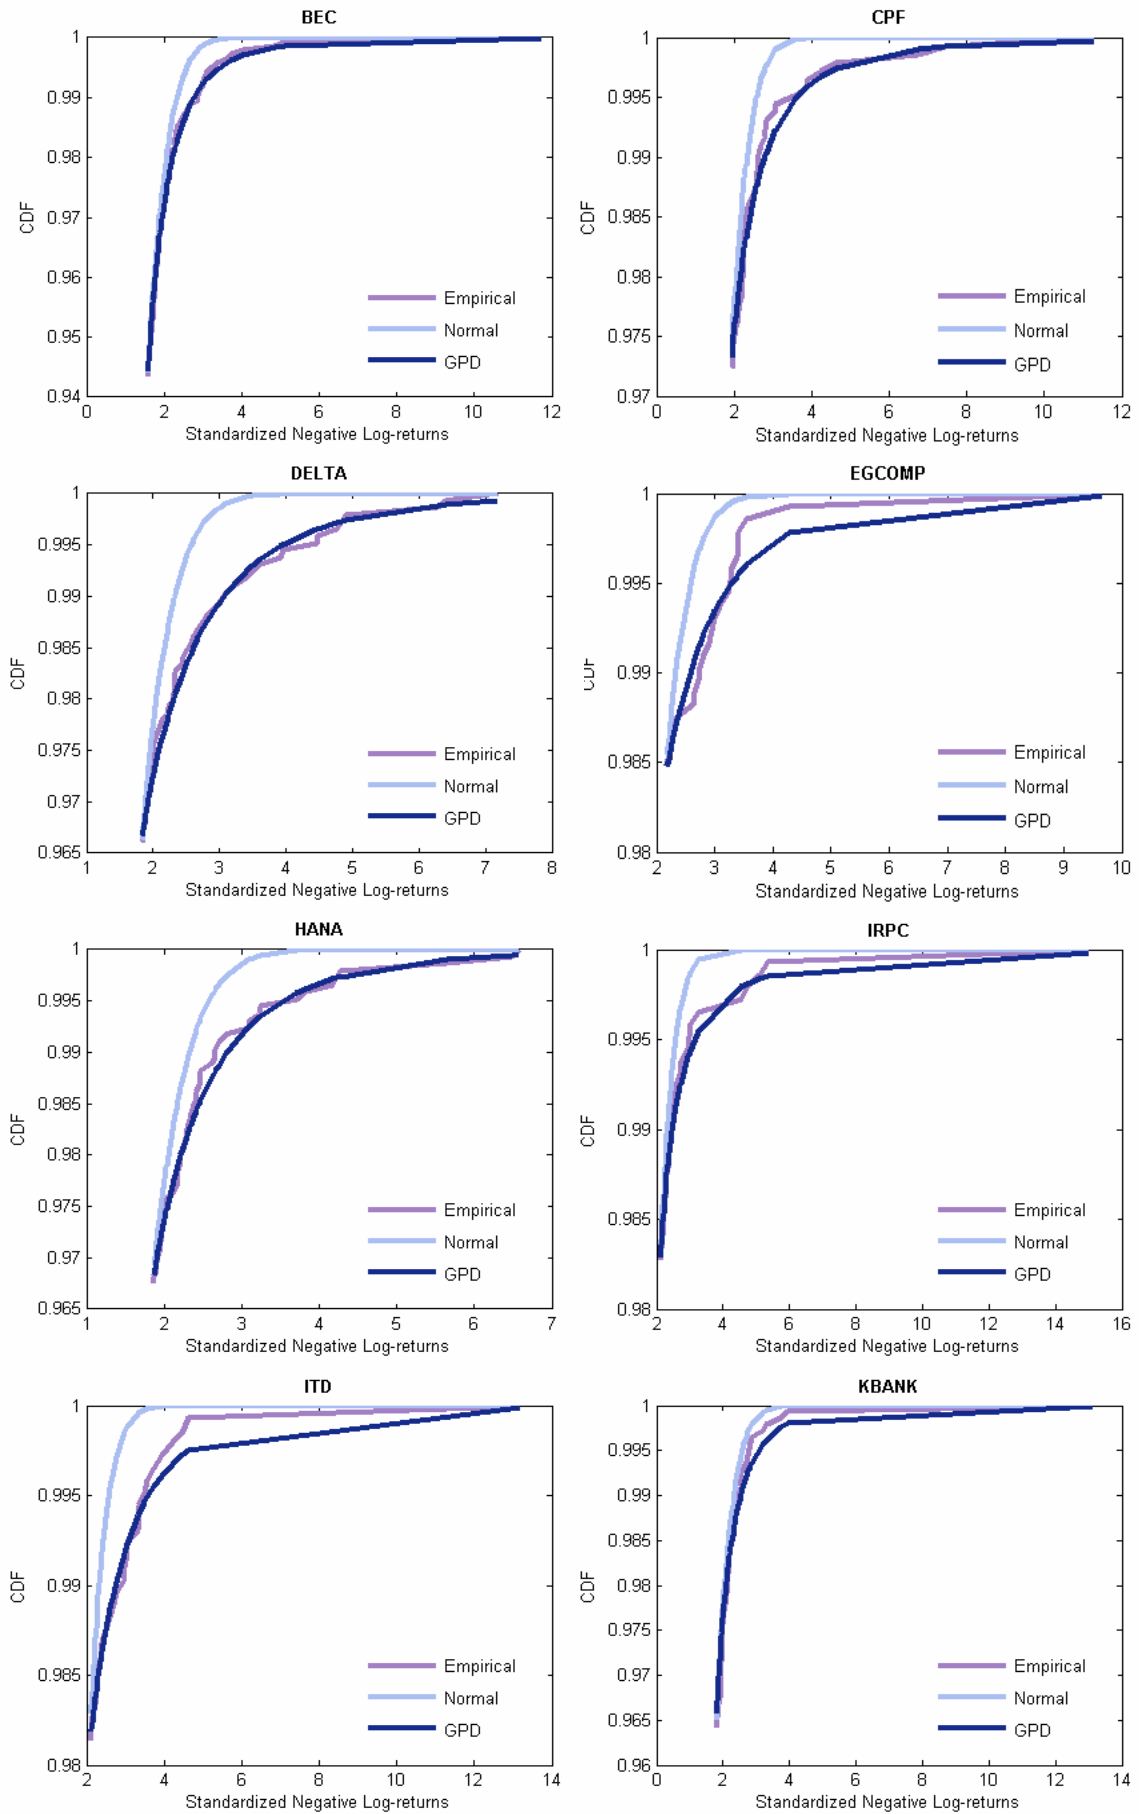 BEC
1
0.99
0.98
0.97
0.96
0.95
0.94
CDF
Empirical
Normal
GPD
0 2 4 6 8 10 12
Standardized Negative Log-returns
CPF
1
0.995
0.99
0.985
0.98
0.975
0.97
CDF
Empirical
Normal
GPD
0 2 4 6 8 10 12
Standardized Negative Log-returns
DELTA
1
0.995
0.99
0.985
0.98
0.975
0.97
0.965
CDF
Empirical
Normal
GPD
1 2 3 4 5 6 7 8
Standardized Negative Log-returns
EGCOMP
1
0.995
0.99
0.985
0.98
CDF
Empirical
Normal
GPD
2 3 4 5 6 7 8 9 10
Standardized Negative Log-returns
HANA
1
0.995
0.99
0.985
0.98
0.975
0.97
0.965
CDF
Empirical
Normal
GPD
1 2 3 4 5 6 7
Standardized Negative Log-returns
IRPC
1
0.995
0.99
0.985
0.98
CDF
Empirical
Normal
GPD
2 4 6 8 10 12 14 16
Standardized Negative Log-returns
ITD
1
0.995
0.99
0.985
0.98
CDF
Empirical
Normal
GPD
2 4 6 8 10 12 14
Standardized Negative Log-returns
KBANK
1
0.995
0.99
0.985
0.98
0.975
0.97
0.965
0.96
CDF
Empirical
Normal
GPD
0 2 4 6 8 10 12 14
Standardized Negative Log-returns